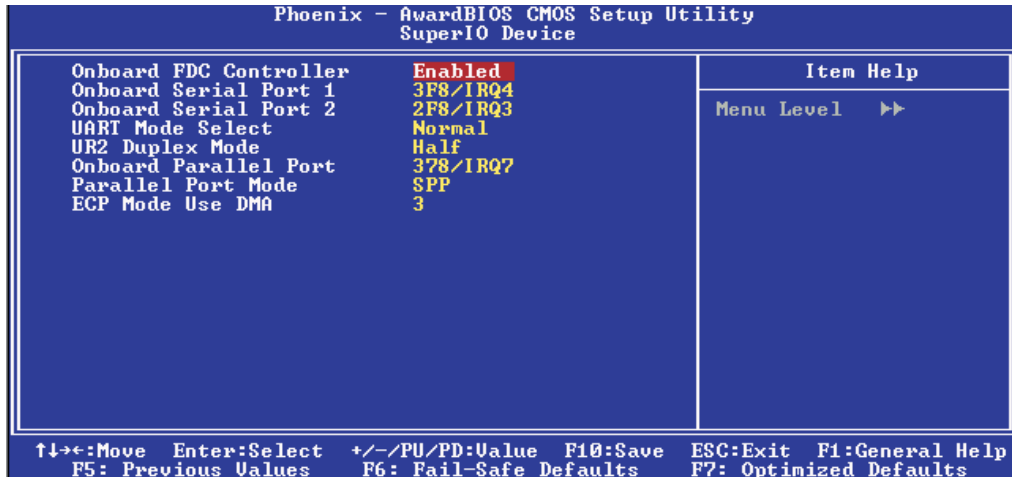 Phoenix - AwardBIOS CMOS Setup Utility
SuperIO Device
Onboard FDC Controller Enabled
Onboard Serial Port 1 3F8/IRQ4
Onboard Serial Port 2 2F8/IRQ3
UART Mode Select Normal
UR2 Duplex Mode Half
Onboard Parallel Port 378/IRQ7
Parallel Port Mode SPP
ECP Mode Use DMA 3
Item Help
Menu Level ▸▸
↑↓→←:Move Enter:Select +/-/PU/PD:Value F10:Save ESC:Exit F1:General Help
F5: Previous Values F6: Fail-Safe Defaults F7: Optimized Defaults